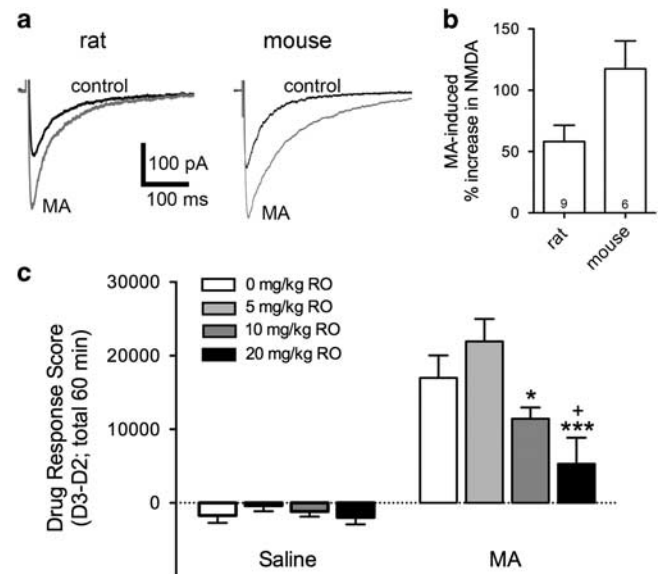 a
rat
mouse
control
control
100 pA
100 ms
MA
MA
b
MA-induced
% increase in NMDA
150
100
50
0
9
6
rat
mouse
c
Drug Response Score
(D3-D2; total 60 min)
30000
20000
10000
0
0 mg/kg RO
5 mg/kg RO
10 mg/kg RO
20 mg/kg RO
*
+
***
Saline
MA